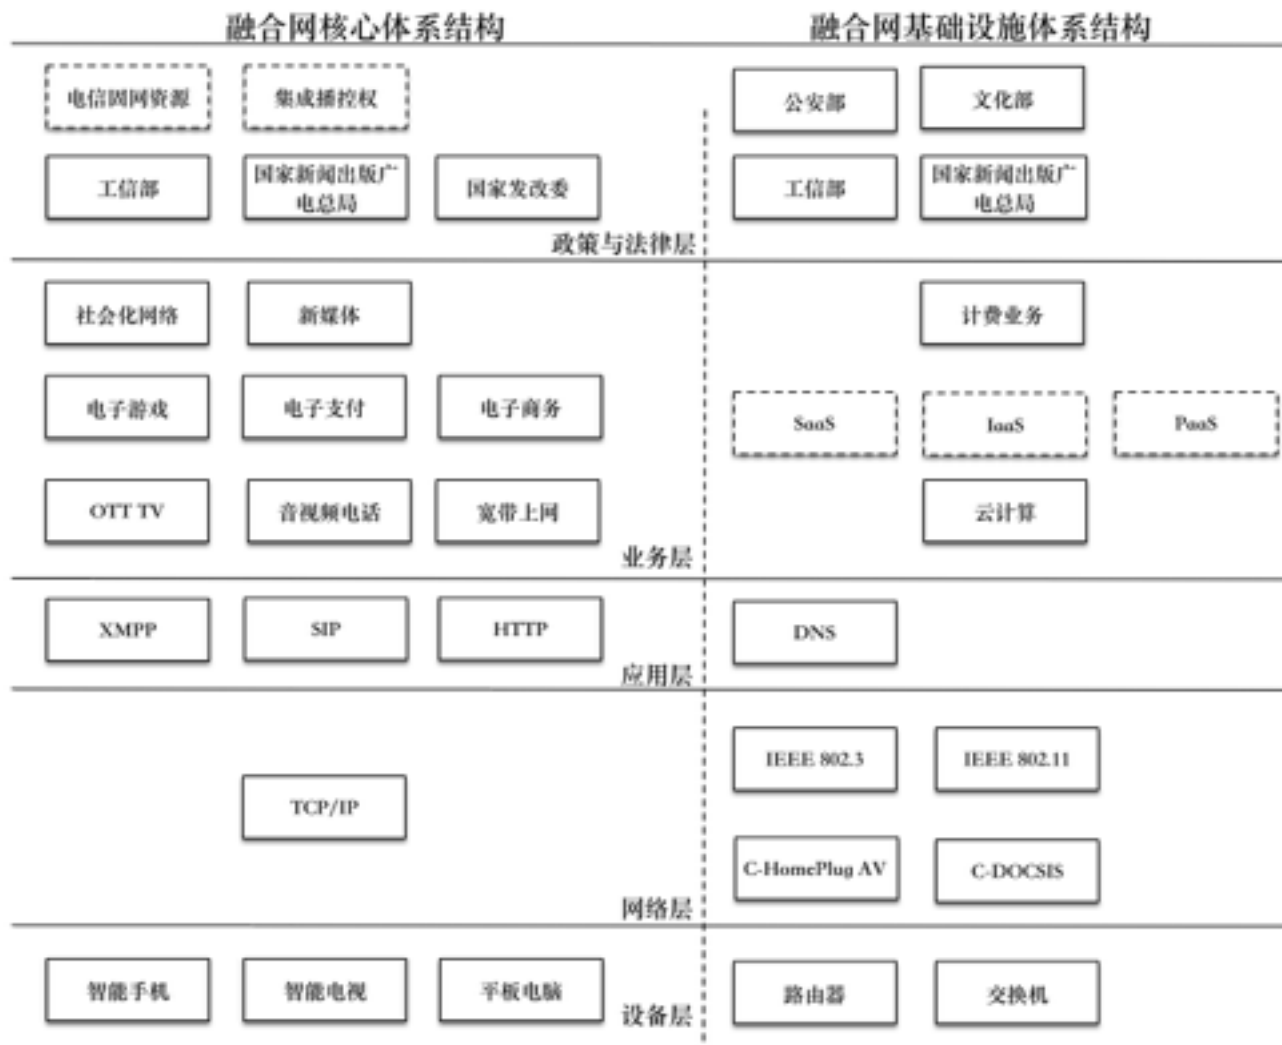 融合网核心体系结构
融合网基础设施体系结构
电信固网资源
集成播控权
公安部
文化部
工信部
国家新闻出版广
电总局
国家发改委
工信部
国家新闻出版广
电总局
政策与法律层
社会化网络
新媒体
计费业务
电子游戏
电子支付
电子商务
SaaS
IaaS
PaaS
OTT TV
音视频电话
宽带上网
云计算
业务层
XMPP
SIP
HTTP
DNS
应用层
IEEE 802.3
IEEE 802.11
TCP/IP
C-HomePlug AV
C-DOCSIS
网络层
智能手机
智能电视
平板电脑
路由器
交换机
设备层